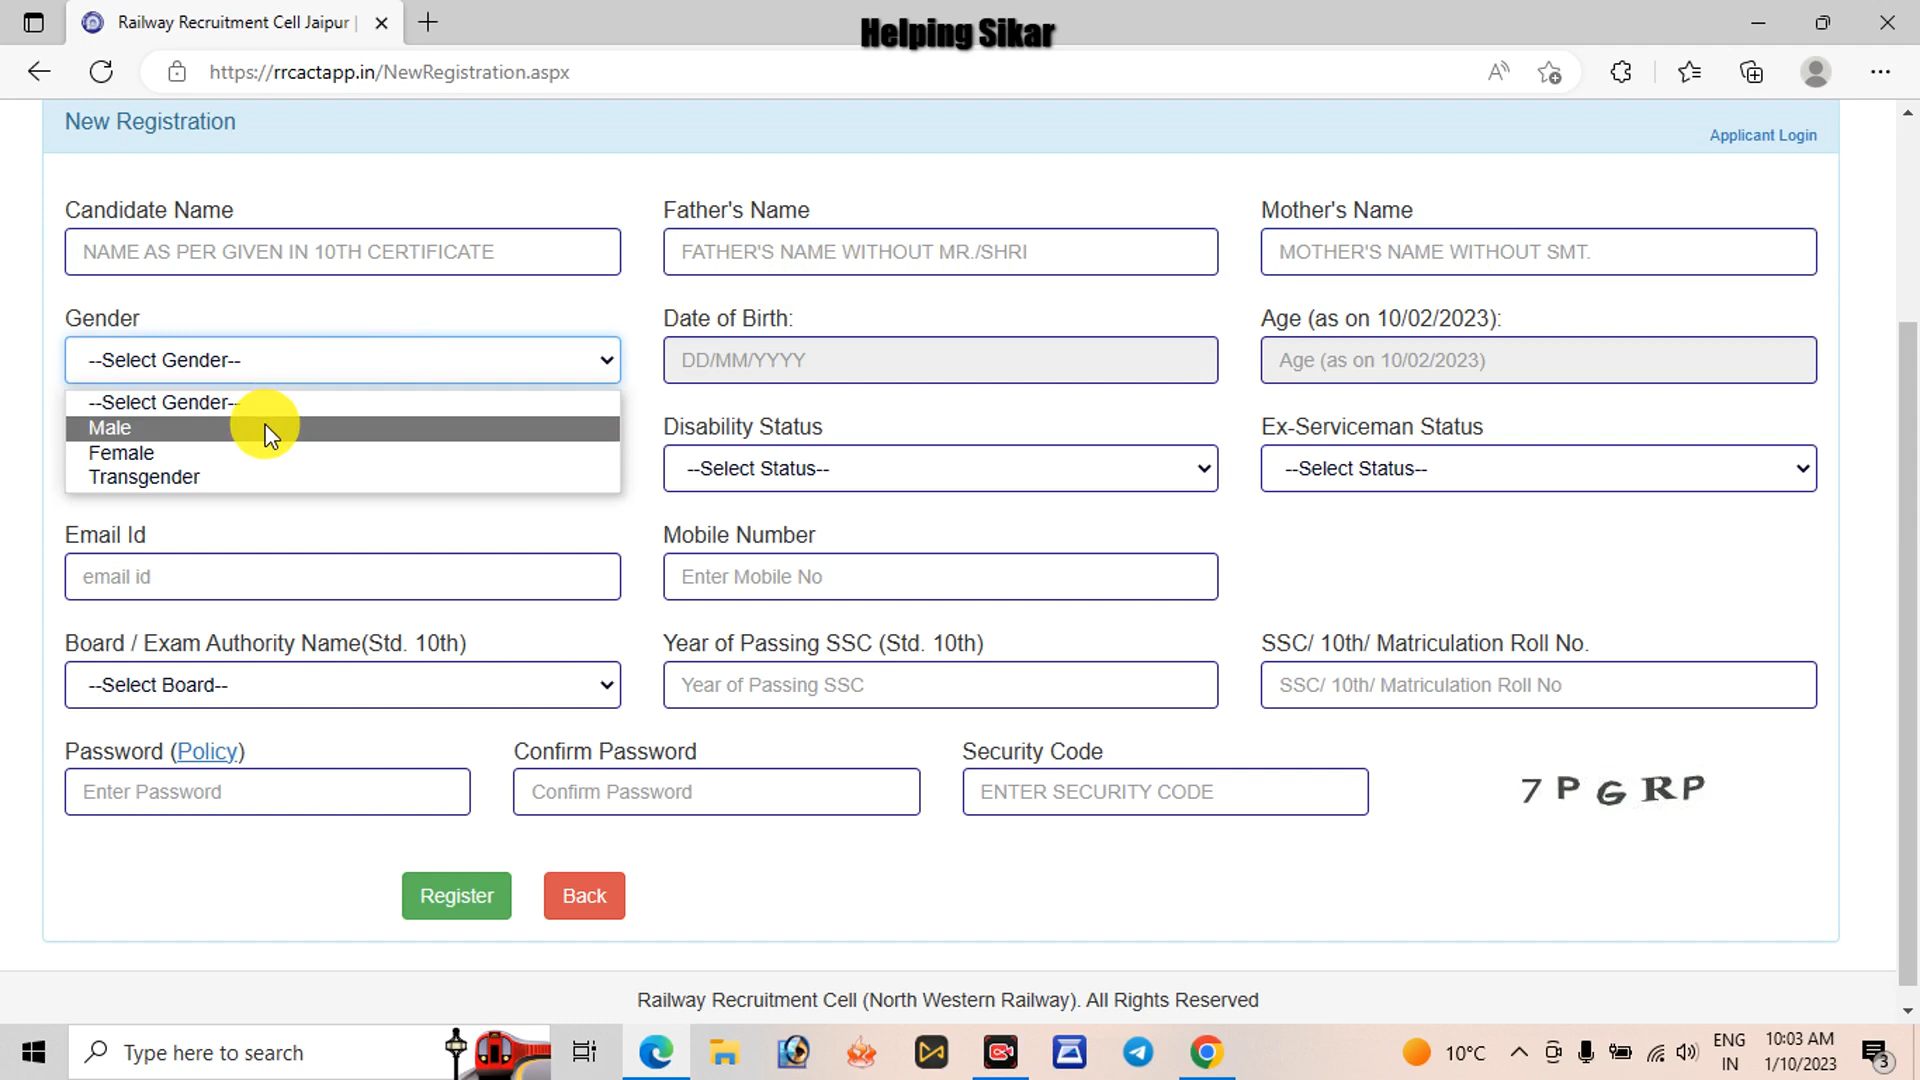 Railway Recruitment Cell Jaipur |
Helping Sikar
https://rrcactapp.in/NewRegistration.aspx
New Registration
Applicant Login
Candidate Name
Father's Name
Mother's Name
NAME AS PER GIVEN IN 10TH CERTIFICATE
FATHER'S NAME WITHOUT MR./SHRI
MOTHER'S NAME WITHOUT SMT.
Gender
Date of Birth:
Age (as on 10/02/2023):
--Select Gender--
DD/MM/YYYY
Age (as on 10/02/2023)
--Select Gender--
Male
Female
Transgender
Disability Status
Ex-Serviceman Status
--Select Status--
--Select Status--
Email Id
Mobile Number
email id
Enter Mobile No
Board / Exam Authority Name(Std. 10th)
Year of Passing SSC (Std. 10th)
SSC/ 10th/ Matriculation Roll No.
--Select Board--
Year of Passing SSC
SSC/ 10th/ Matriculation Roll No
Password (Policy)
Confirm Password
Security Code
Enter Password
Confirm Password
ENTER SECURITY CODE
7 P G R P
Register
Back
Railway Recruitment Cell (North Western Railway). All Rights Reserved
Type here to search
10°C
ENG
IN
10:03 AM
1/10/2023
3